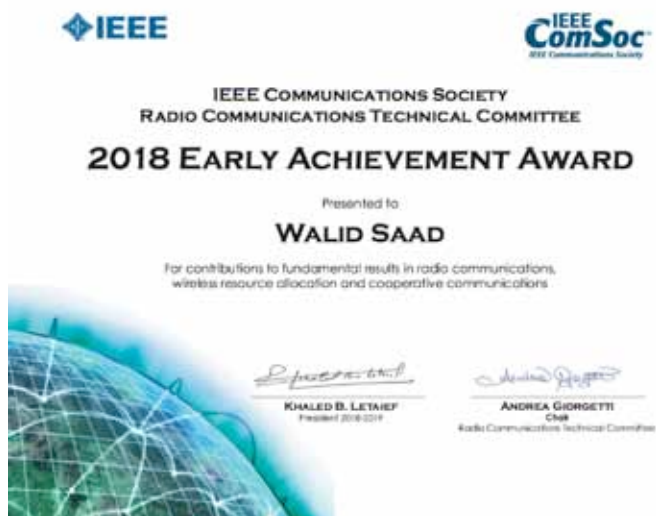 IEEE
IEEE
ComSoc
IEEE Communications Society
IEEE COMMUNICATIONS SOCIETY
RADIO COMMUNICATIONS TECHNICAL COMMITTEE
2018 EARLY ACHIEVEMENT AWARD
Presented to
WALID SAAD
For contributions to fundamental results in radio communications,
wireless resource allocation and cooperative communications
KHALED B. LETAIEF
President 2018-2019
ANDREA GIORGETTI
Chair
Radio Communications Technical Committee